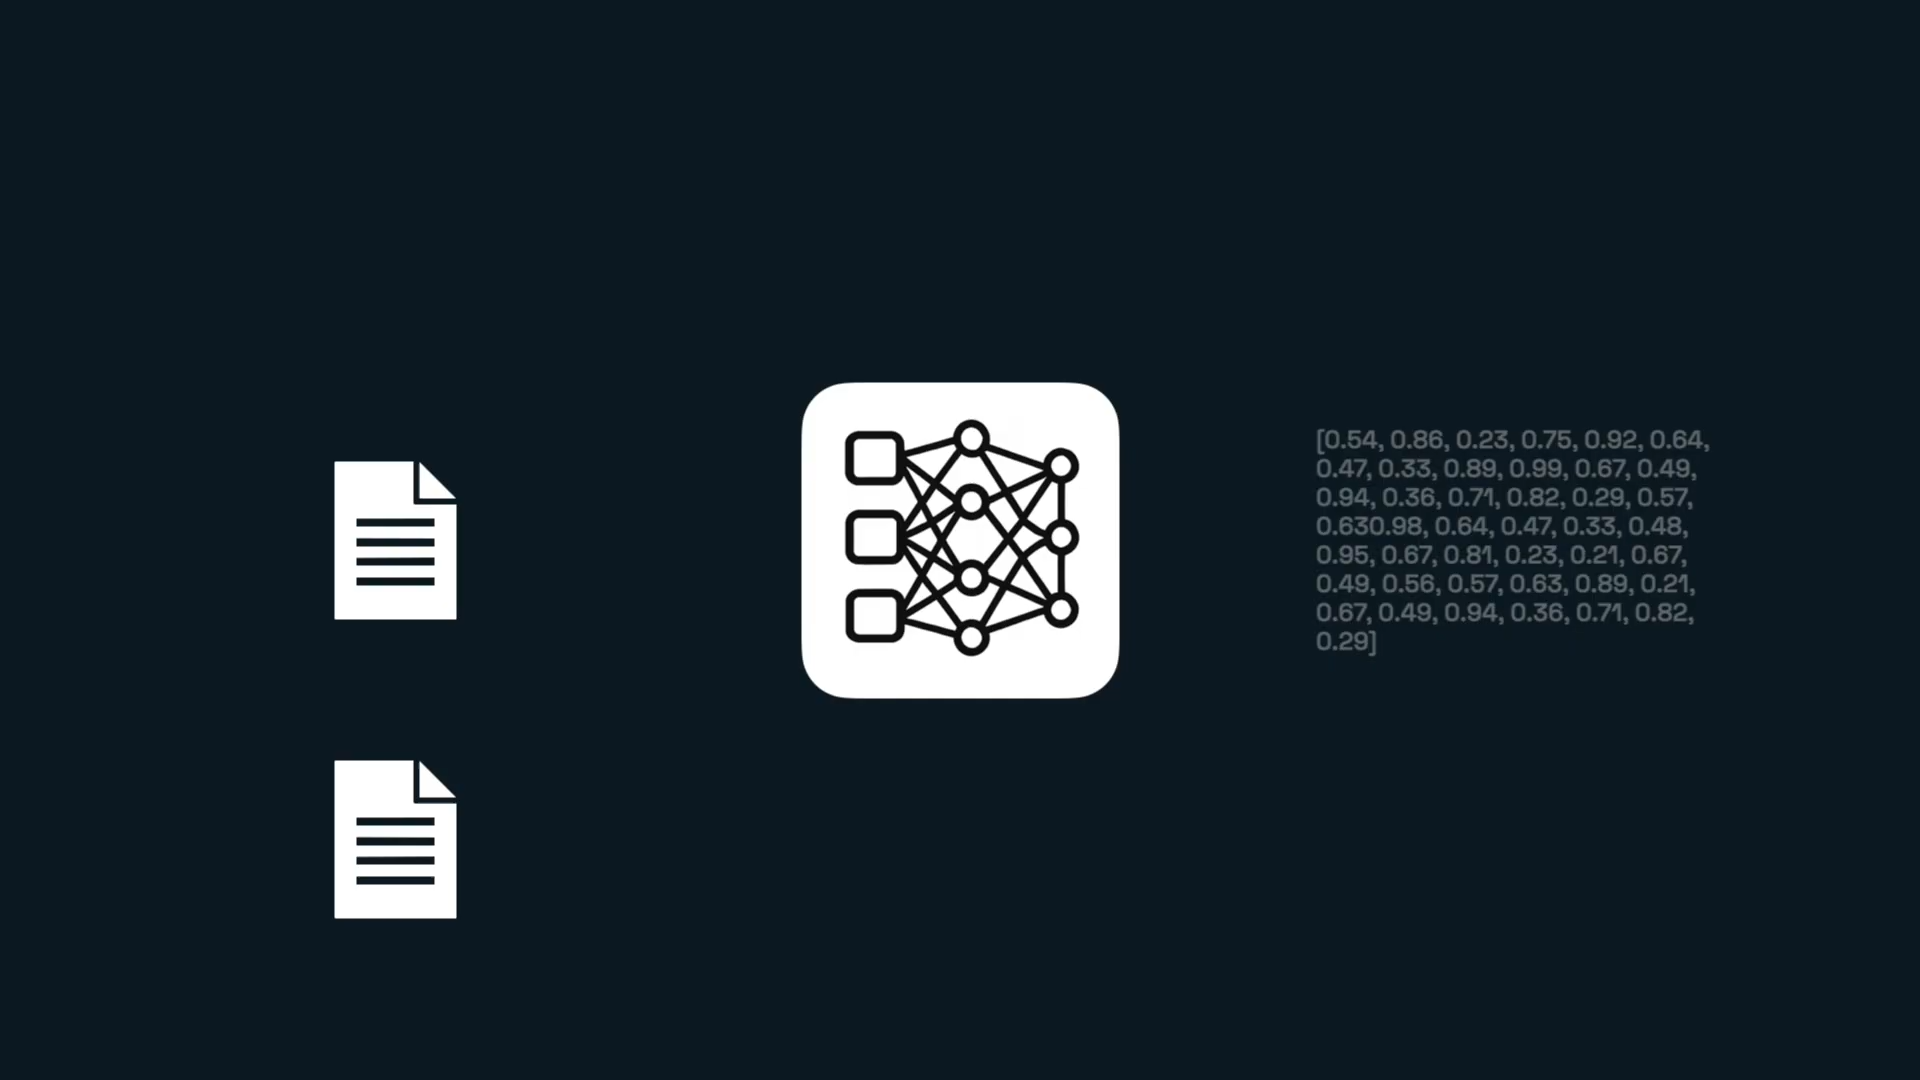 [0.54, 0.86, 0.23, 0.75, 0.92, 0.64,
0.47, 0.33, 0.89, 0.99, 0.67, 0.49,
0.94, 0.36, 0.71, 0.82, 0.29, 0.57,
0.630.98, 0.64, 0.47, 0.33, 0.48,
0.95, 0.67, 0.81, 0.23, 0.21, 0.67,
0.49, 0.56, 0.57, 0.63, 0.89, 0.21,
0.67, 0.49, 0.94, 0.36, 0.71, 0.82,
0.29]